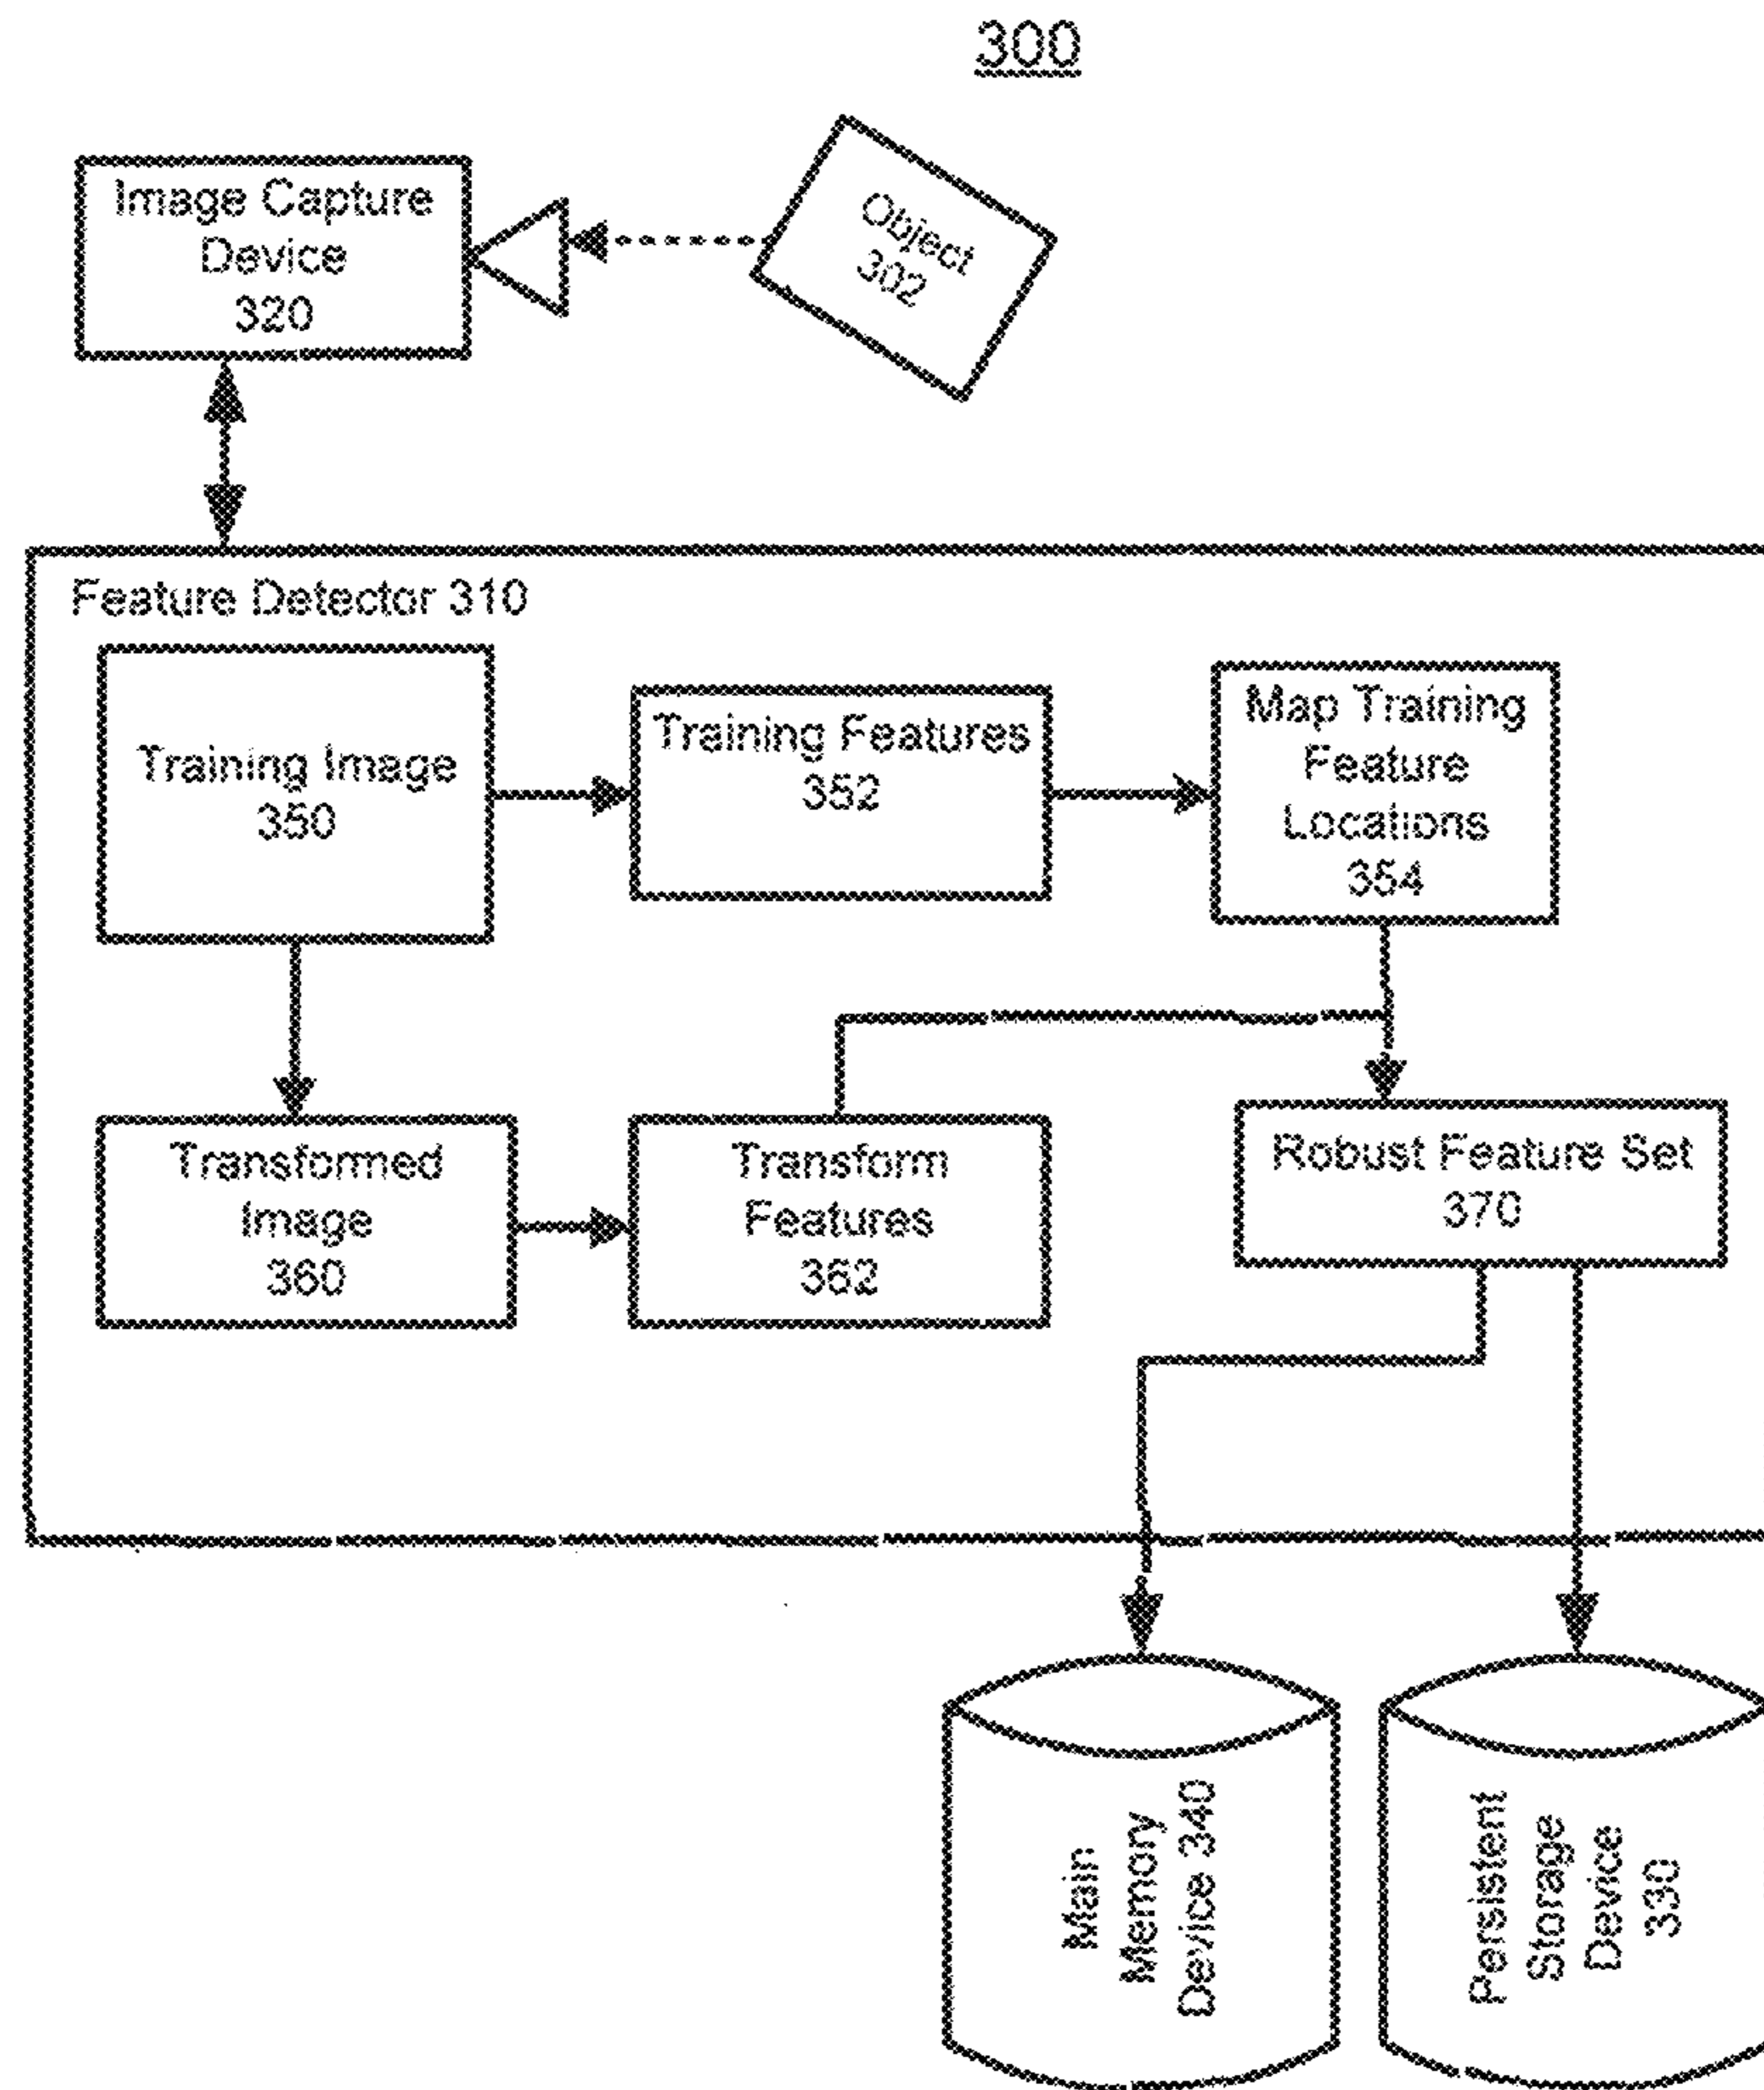 300
Image Capture
Device
320
Object
302
Feature Detector 310
Training Image
350
Training Features
352
Map Training
Feature
Locations
354
Transformed
Image
360
Transform
Features
362
Robust Feature Set
370
Main
Memory
Device 340
Persistent
Storage
Device
330